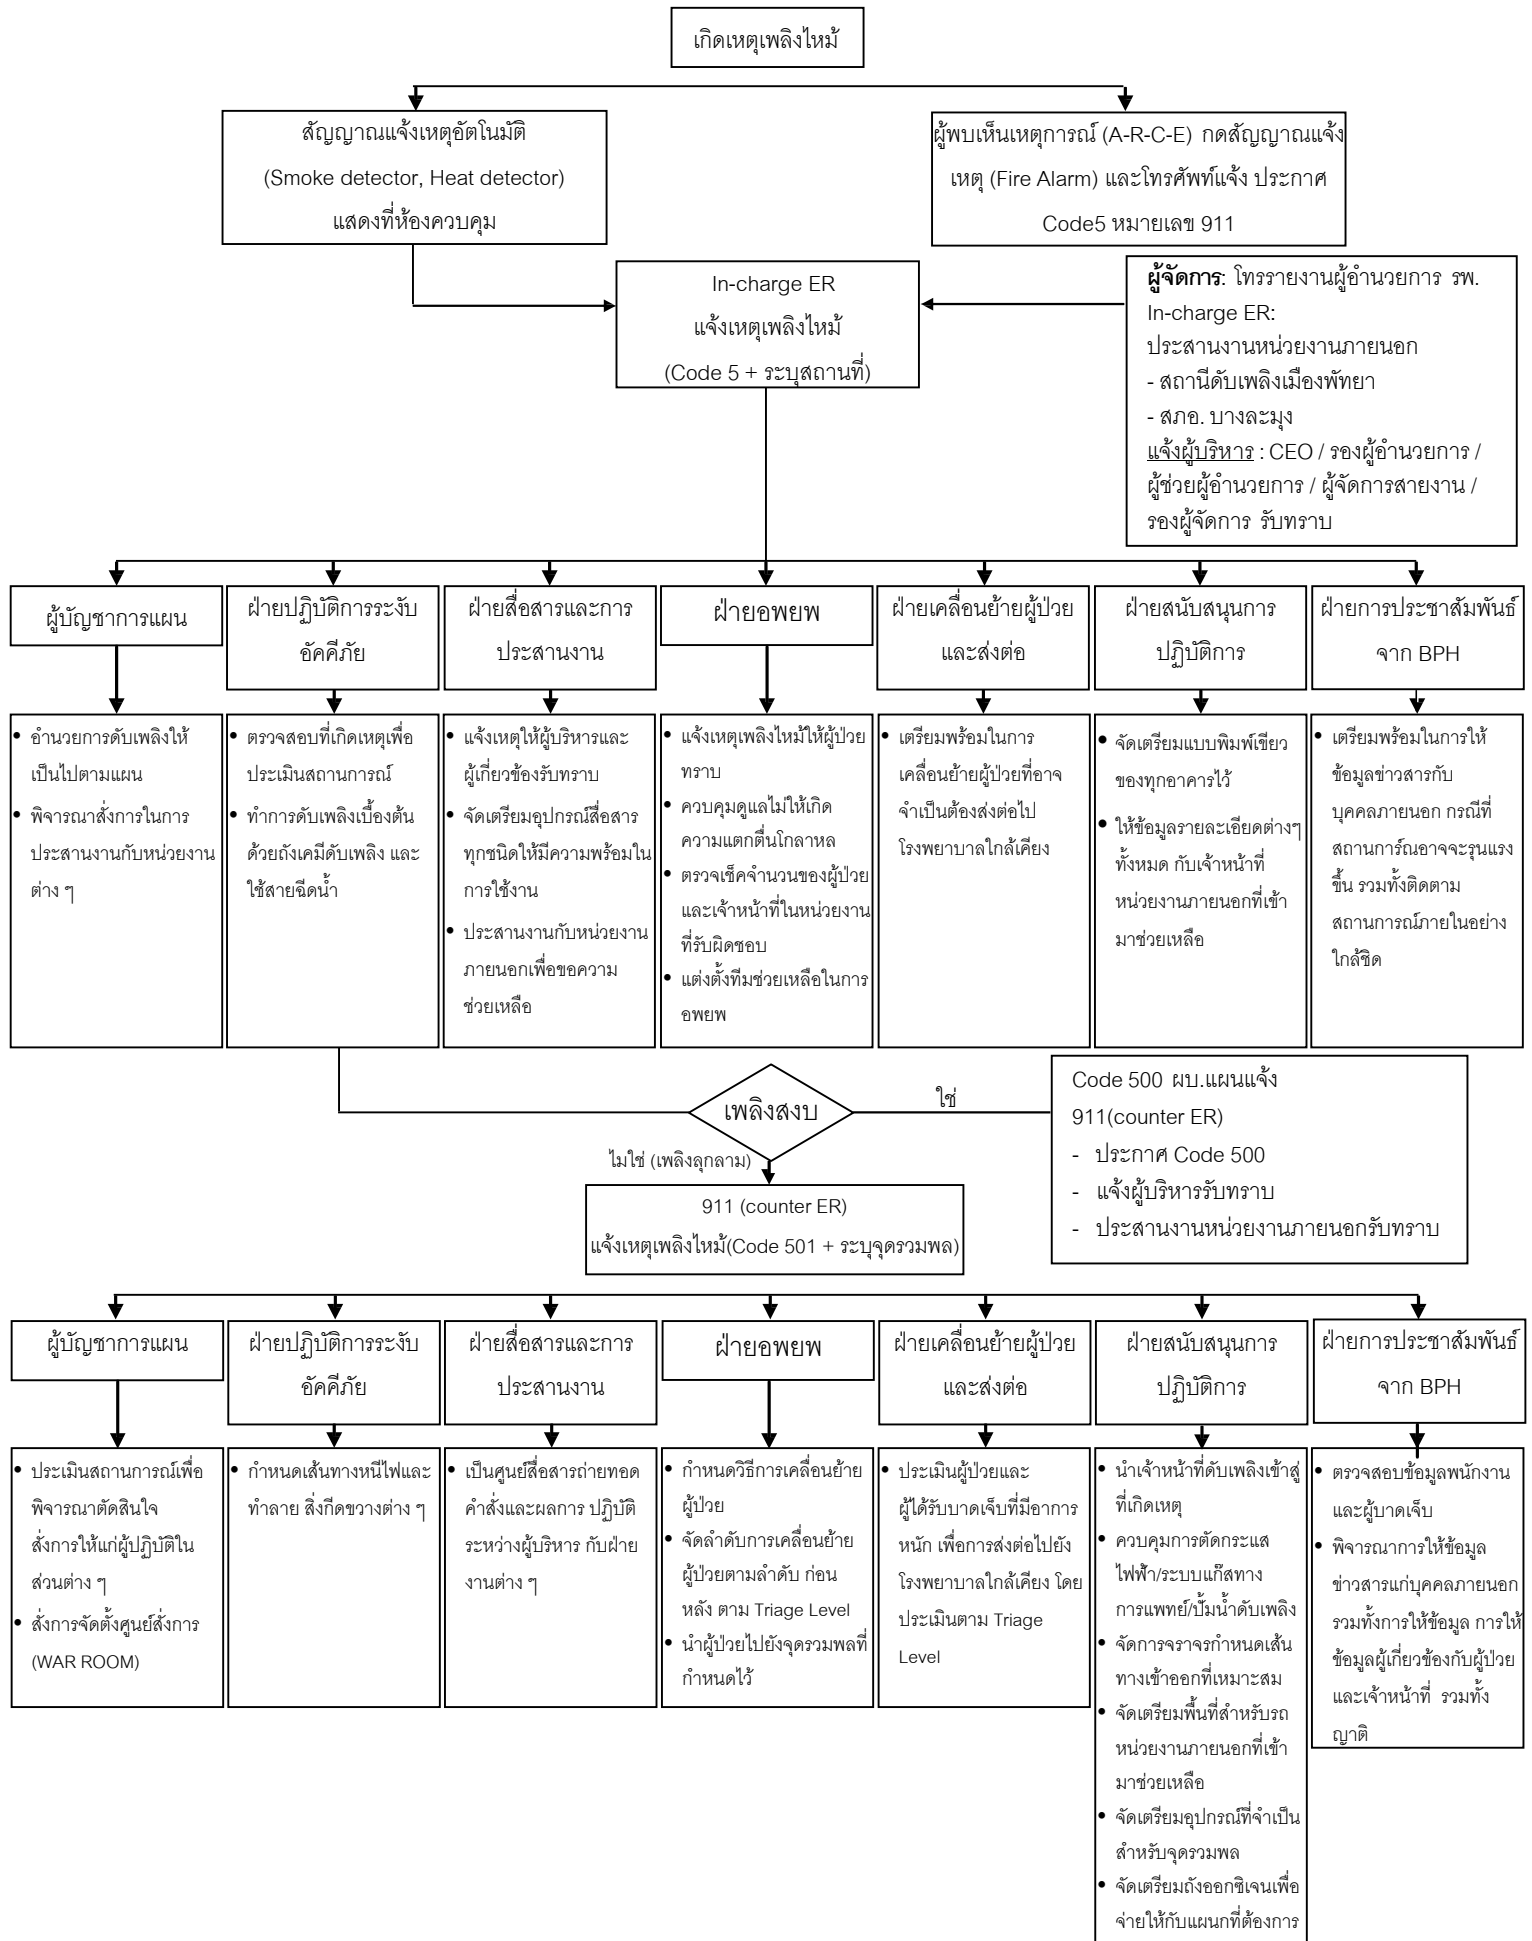 เกิดเหตุเพลิงไหม้
สัญญาณแจ้งเหตุอัตโนมัติ
(Smoke detector, Heat detector)
แสดงที่ห้องควบคุม
ผู้พบเห็นเหตุการณ์ (A-R-C-E) กดสัญญาณแจ้ง
เหตุ (Fire Alarm) และโทรศัพท์แจ้ง ประกาศ
Code5 หมายเลข 911
In-charge ER
แจ้งเหตุเพลิงไหม้
(Code 5 + ระบุสถานที่)
ผู้จัดการ: โทรรายงานผู้อำนวยการ รพ.
In-charge ER:
ประสานงานหน่วยงานภายนอก
- สถานีดับเพลิงเมืองพัทยา
- สภอ. บางละมุง
แจ้งผู้บริหาร : CEO / รองผู้อำนวยการ /
ผู้ช่วยผู้อำนวยการ / ผู้จัดการสายงาน /
รองผู้จัดการ รับทราบ
ผู้บัญชาการแผน
ฝ่ายปฏิบัติการระงับ
อัคคีภัย
ฝ่ายสื่อสารและการ
ประสานงาน
ฝ่ายอพยพ
ฝ่ายเคลื่อนย้ายผู้ป่วย
และส่งต่อ
ฝ่ายสนับสนุนการ
ปฏิบัติการ
ฝ่ายการประชาสัมพันธ์
จาก BPH
• อำนวยการดับเพลิงให้
เป็นไปตามแผน
• พิจารณาสั่งการในการ
ประสานงานกับหน่วยงาน
ต่าง ๆ
• ตรวจสอบที่เกิดเหตุเพื่อ
ประเมินสถานการณ์
• ทำการดับเพลิงเบื้องต้น
ด้วยถังเคมีดับเพลิง และ
ใช้สายฉีดน้ำ
• แจ้งเหตุให้ผู้บริหารและ
ผู้เกี่ยวข้องรับทราบ
• จัดเตรียมอุปกรณ์สื่อสาร
ทุกชนิดให้มีความพร้อมใน
การใช้งาน
• ประสานงานกับหน่วยงาน
ภายนอกเพื่อขอความ
ช่วยเหลือ
• แจ้งเหตุเพลิงไหม้ให้ผู้ป่วย
ทราบ
• ควบคุมดูแลไม่ให้เกิด
ความแตกตื่นโกลาหล
• ตรวจเช็คจำนวนของผู้ป่วย
และเจ้าหน้าที่ในหน่วยงาน
ที่รับผิดชอบ
• แต่งตั้งทีมช่วยเหลือในการ
อพยพ
• เตรียมพร้อมในการ
เคลื่อนย้ายผู้ป่วยที่อาจ
จำเป็นต้องส่งต่อไป
โรงพยาบาลใกล้เคียง
• จัดเตรียมแบบพิมพ์เขียว
ของทุกอาคารไว้
• ให้ข้อมูลรายละเอียดต่างๆ
ทั้งหมด กับเจ้าหน้าที่
หน่วยงานภายนอกที่เข้า
มาช่วยเหลือ
• เตรียมพร้อมในการให้
ข้อมูลข่าวสารกับ
บุคคลภายนอก กรณีที่
สถานการ์ณอาจจะรุนแรง
ขึ้น รวมทั้งติดตาม
สถานการณ์ภายในอย่าง
ใกล้ชิด
เพลิงสงบ
ใช่
ไม่ใช่ (เพลิงลุกลาม)
Code 500 ผบ.แผนแจ้ง
911(counter ER)
- ประกาศ Code 500
- แจ้งผู้บริหารรับทราบ
- ประสานงานหน่วยงานภายนอกรับทราบ
911 (counter ER)
แจ้งเหตุเพลิงไหม้(Code 501 + ระบุจุดรวมพล)
ผู้บัญชาการแผน
ฝ่ายปฏิบัติการระงับ
อัคคีภัย
ฝ่ายสื่อสารและการ
ประสานงาน
ฝ่ายอพยพ
ฝ่ายเคลื่อนย้ายผู้ป่วย
และส่งต่อ
ฝ่ายสนับสนุนการ
ปฏิบัติการ
ฝ่ายการประชาสัมพันธ์
จาก BPH
• ประเมินสถานการณ์เพื่อ
พิจารณาตัดสินใจ
สั่งการให้แก่ผู้ปฏิบัติใน
ส่วนต่าง ๆ
• สั่งการจัดตั้งศูนย์สั่งการ
(WAR ROOM)
• กำหนดเส้นทางหนีไฟและ
ทำลาย สิ่งกีดขวางต่าง ๆ
• เป็นศูนย์สื่อสารถ่ายทอด
คำสั่งและผลการ ปฏิบัติ
ระหว่างผู้บริหาร กับฝ่าย
งานต่าง ๆ
• กำหนดวิธีการเคลื่อนย้าย
ผู้ป่วย
• จัดลำดับการเคลื่อนย้าย
ผู้ป่วยตามลำดับ ก่อน
หลัง ตาม Triage Level
• นำผู้ป่วยไปยังจุดรวมพลที่
กำหนดไว้
• ประเมินผู้ป่วยและ
ผู้ได้รับบาดเจ็บที่มีอาการ
หนัก เพื่อการส่งต่อไปยัง
โรงพยาบาลใกล้เคียง โดย
ประเมินตาม Triage
Level
• นำเจ้าหน้าที่ดับเพลิงเข้าสู่
ที่เกิดเหตุ
• ควบคุมการตัดกระแส
ไฟฟ้า/ระบบแก๊สทาง
การแพทย์/ปั้มน้ำดับเพลิง
• จัดการจราจรกำหนดเส้น
ทางเข้าออกที่เหมาะสม
• จัดเตรียมพื้นที่สำหรับรถ
หน่วยงานภายนอกที่เข้า
มาช่วยเหลือ
• จัดเตรียมอุปกรณ์ที่จำเป็น
สำหรับจุดรวมพล
• จัดเตรียมถังออกซิเจนเพื่อ
จ่ายให้กับแผนกที่ต้องการ
• ตรวจสอบข้อมูลพนักงาน
และผู้บาดเจ็บ
• พิจารณาการให้ข้อมูล
ข่าวสารแก่บุคคลภายนอก
รวมทั้งการให้ข้อมูล การให้
ข้อมูลผู้เกี่ยวข้องกับผู้ป่วย
และเจ้าหน้าที่ รวมทั้ง
ญาติ